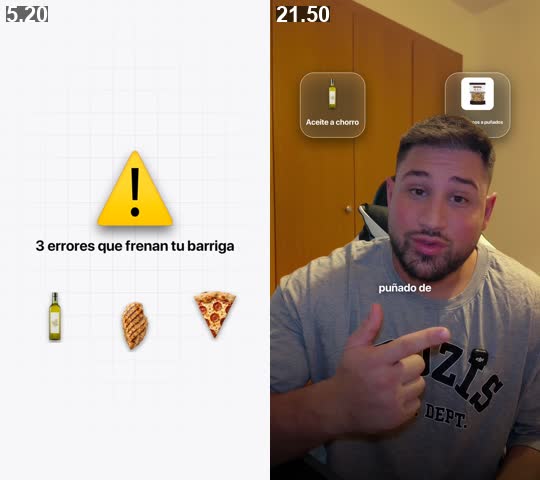 5.20
3 errores que frenan tu barriga
21.50
Aceite a chorro
a puñados
puñado de
DEPT.